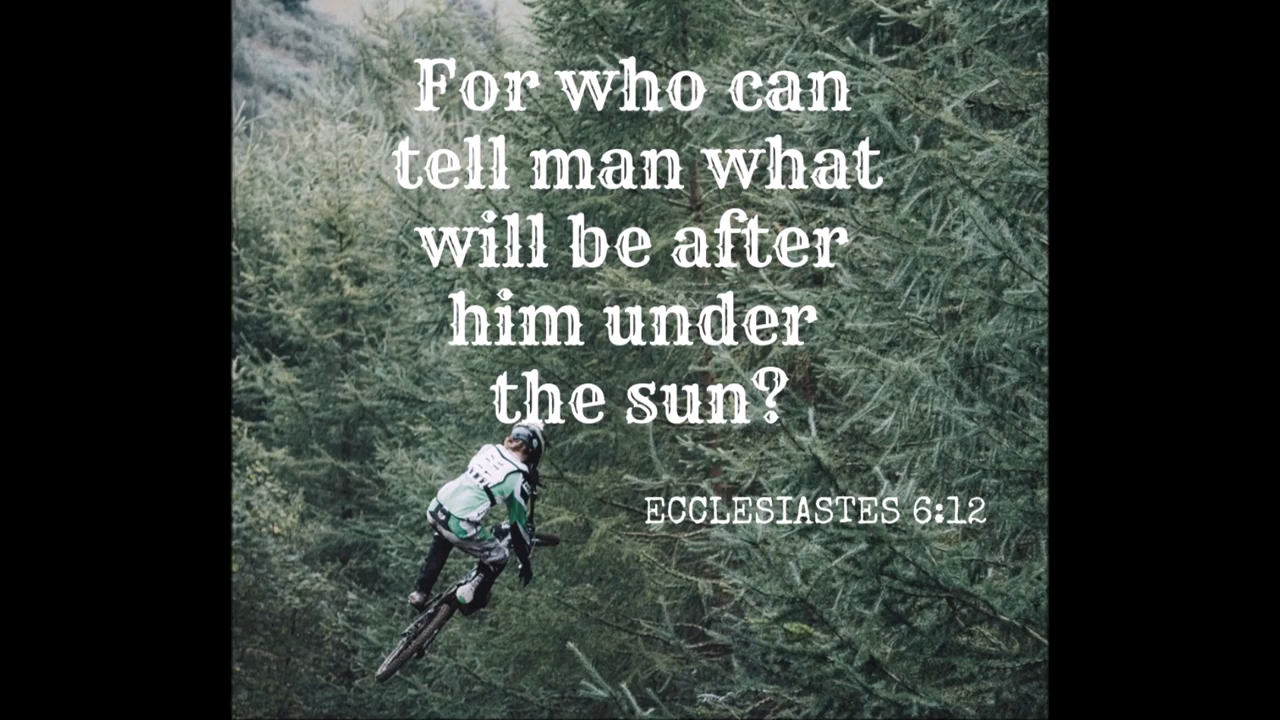 For who can
tell man what
will be after
him under
the sun?
ECCLESIASTES 6:12